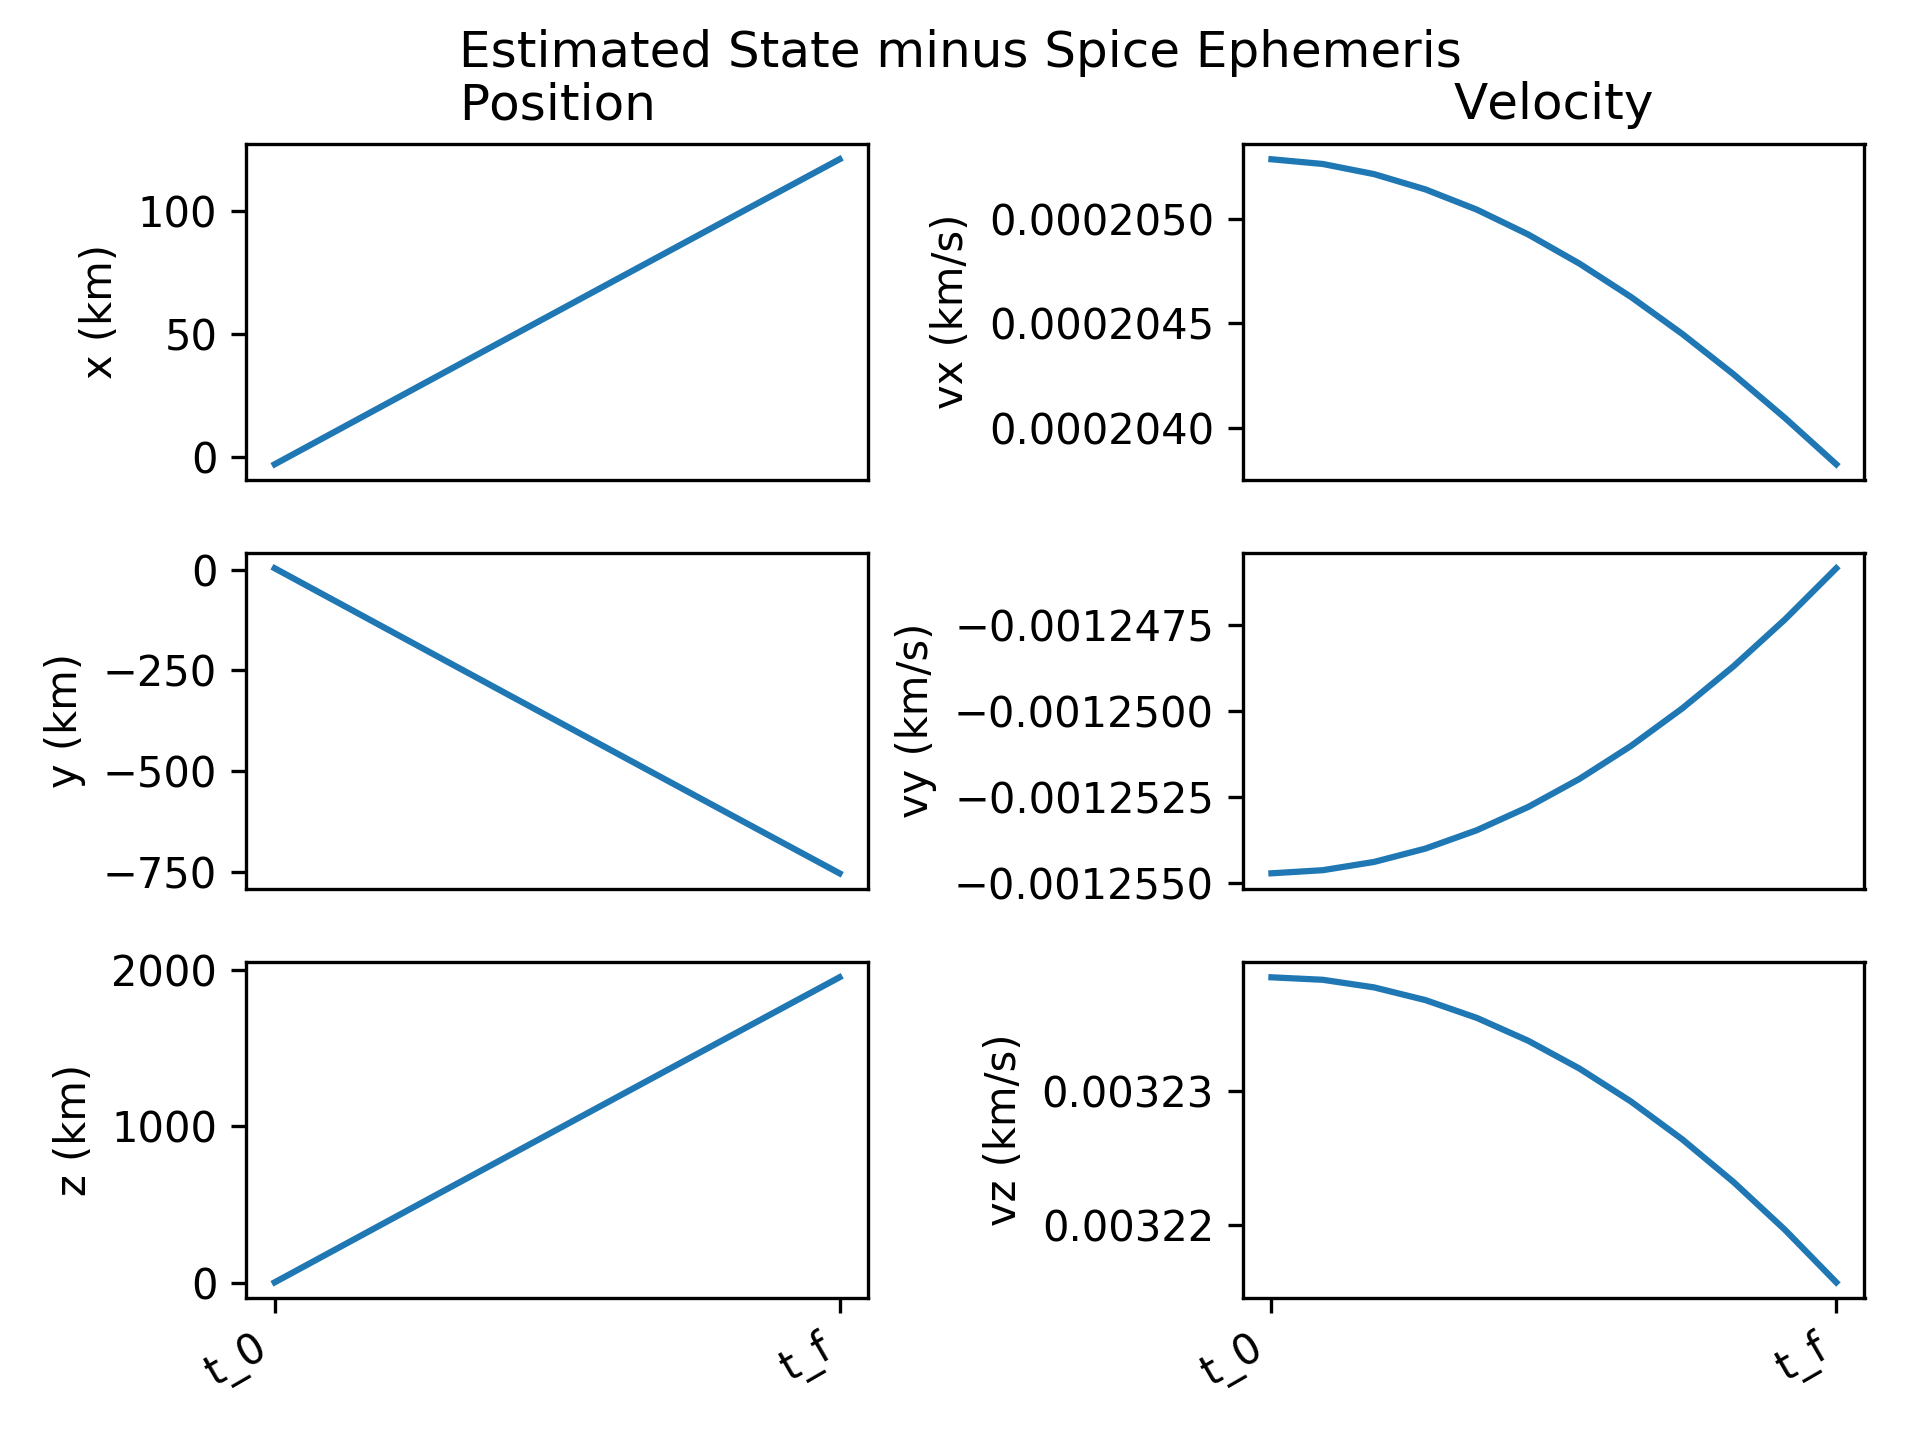 Estimated State minus Spice Ephemeris
Position
Velocity
x (km)
100
50
0
vx (km/s)
0.0002050
0.0002045
0.0002040
y (km)
0
−250
−500
−750
vy (km/s)
−0.0012475
−0.0012500
−0.0012525
−0.0012550
z (km)
2000
1000
0
vz (km/s)
0.00323
0.00322
t_0
t_f
t_0
t_f